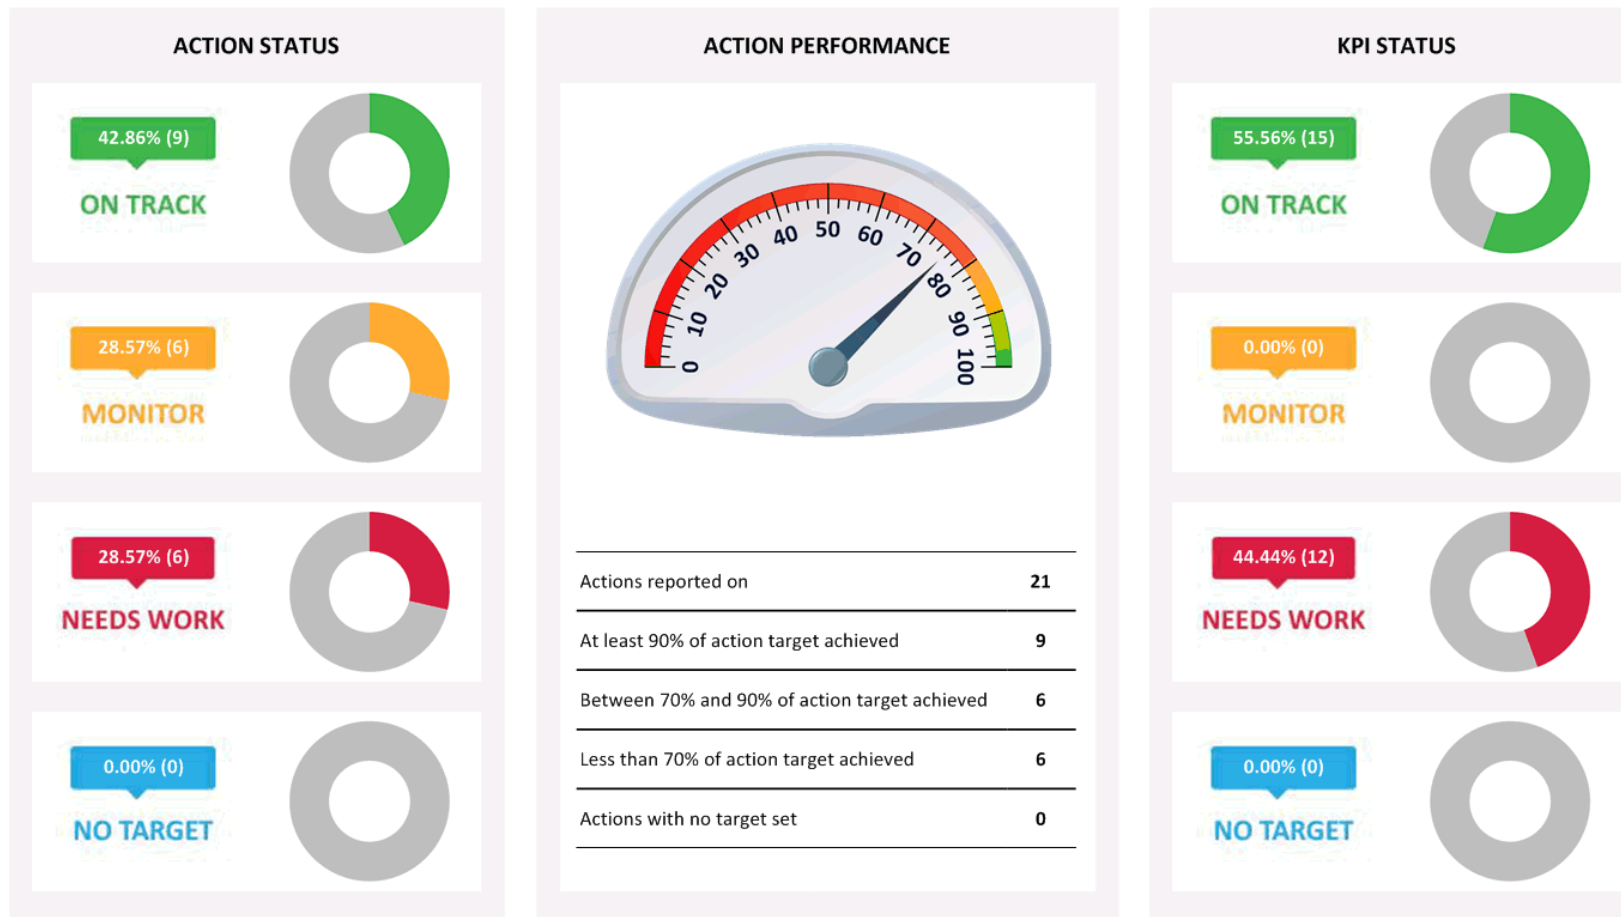 ACTION STATUS
42.86% (9)
ON TRACK
28.57% (6)
MONITOR
28.57% (6)
NEEDS WORK
0.00% (0)
NO TARGET
ACTION PERFORMANCE
0
10
20
30
40
50
60
70
80
90
100
Actions reported on 21
At least 90% of action target achieved 9
Between 70% and 90% of action target achieved 6
Less than 70% of action target achieved 6
Actions with no target set 0
KPI STATUS
55.56% (15)
ON TRACK
0.00% (0)
MONITOR
44.44% (12)
NEEDS WORK
0.00% (0)
NO TARGET